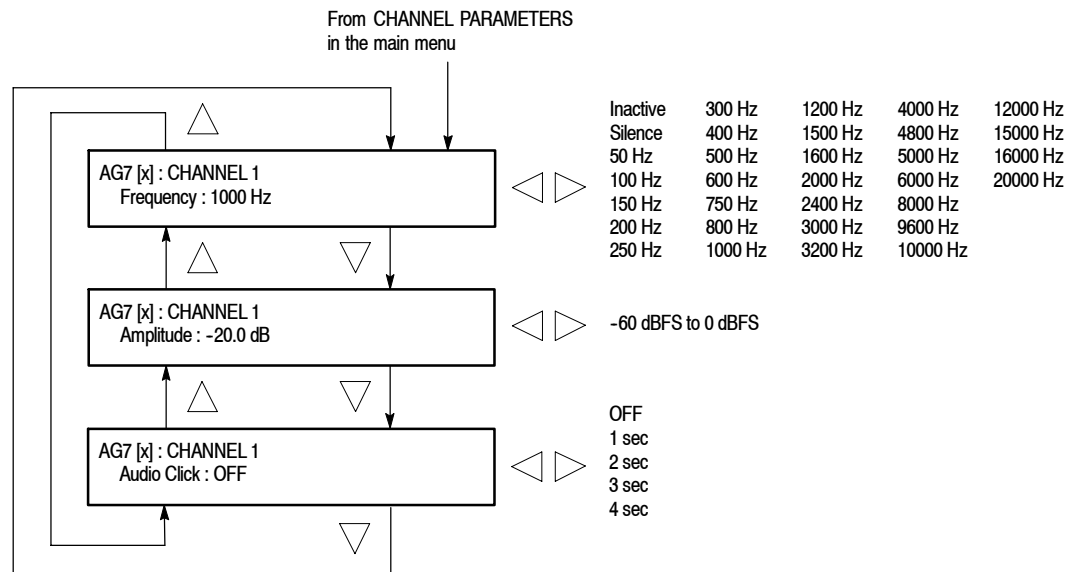 From CHANNEL PARAMETERS
in the main menu
AG7 [x] : CHANNEL 1
Frequency : 1000 Hz
Inactive 300 Hz 1200 Hz 4000 Hz 12000 Hz
Silence 400 Hz 1500 Hz 4800 Hz 15000 Hz
50 Hz 500 Hz 1600 Hz 5000 Hz 16000 Hz
100 Hz 600 Hz 2000 Hz 6000 Hz 20000 Hz
150 Hz 750 Hz 2400 Hz 8000 Hz
200 Hz 800 Hz 3000 Hz 9600 Hz
250 Hz 1000 Hz 3200 Hz 10000 Hz
AG7 [x] : CHANNEL 1
Amplitude : -20.0 dB
-60 dBFS to 0 dBFS
AG7 [x] : CHANNEL 1
Audio Click : OFF
OFF
1 sec
2 sec
3 sec
4 sec